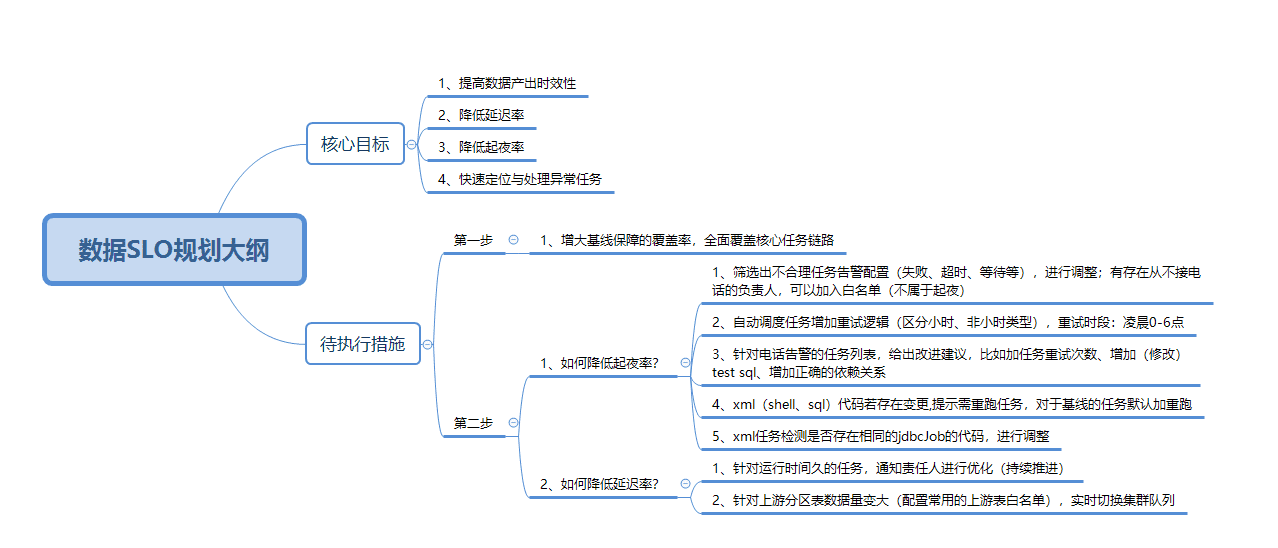 数据SLO规划大纲
核心目标
1、提高数据产出时效性
2、降低延迟率
3、降低起夜率
4、快速定位与处理异常任务
待执行措施
第一步
1、增大基线保障的覆盖率，全面覆盖核心任务链路
第二步
1、如何降低起夜率？
1、筛选出不合理任务告警配置（失败、超时、等待等），进行调整；有存在从不接电
话的负责人，可以加入白名单（不属于起夜）
2、自动调度任务增加重试逻辑（区分小时、非小时类型），重试时段：凌晨0-6点
3、针对电话告警的任务列表，给出改进建议，比如加任务重试次数、增加（修改）
test sql、增加正确的依赖关系
4、xml（shell、sql）代码若存在变更,提示需重跑任务，对于基线的任务默认加重跑
5、xml任务检测是否存在相同的jdbcJob的代码，进行调整
2、如何降低延迟率？
1、针对运行时间久的任务，通知责任人进行优化（持续推进）
2、针对上游分区表数据量变大（配置常用的上游表白名单），实时切换集群队列